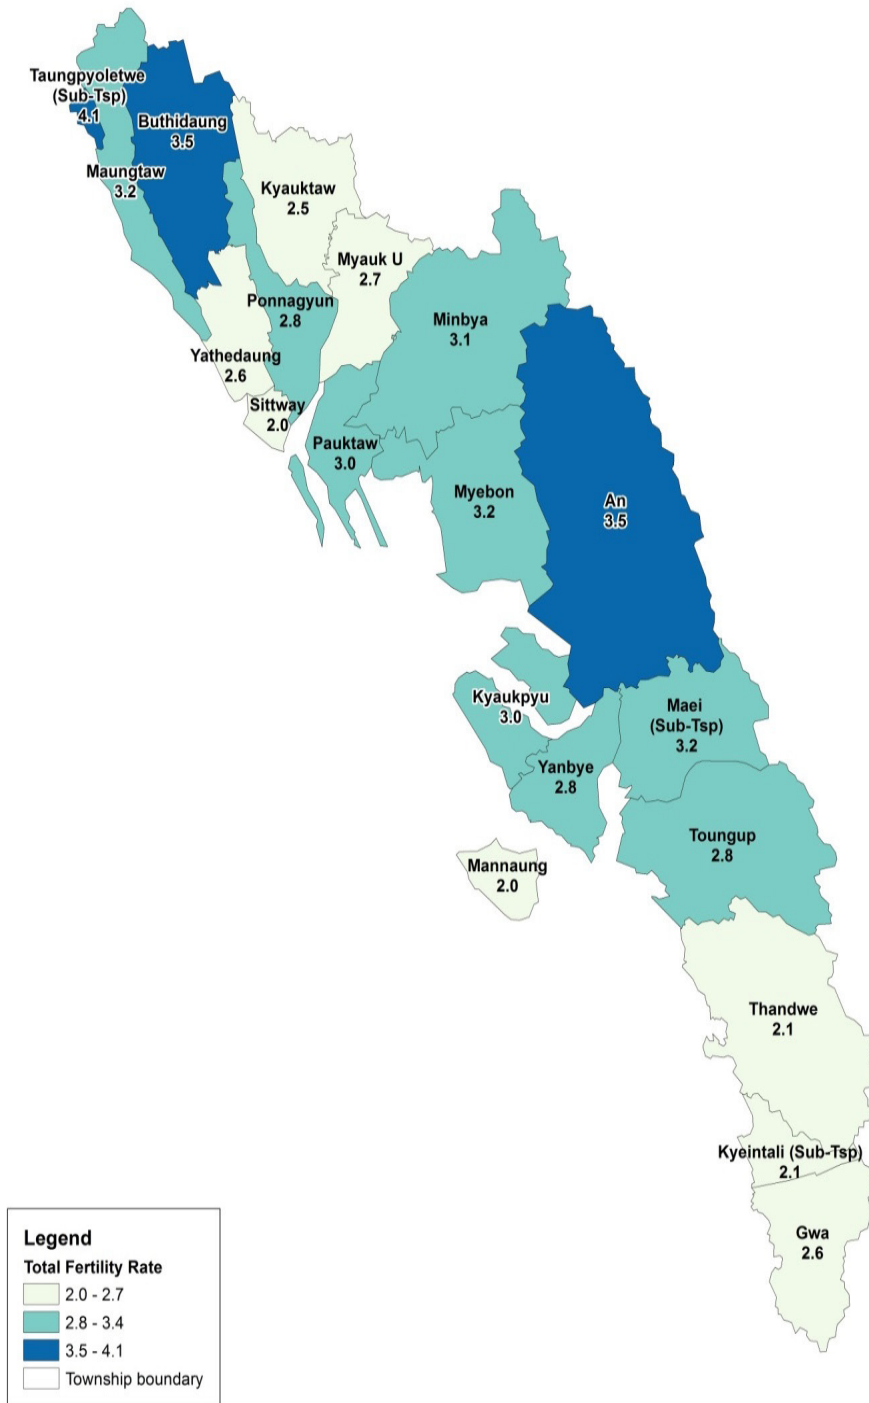 Taungpyoletwe
(Sub-Tsp)
4.1
Buthidaung
3.5
Maungtaw
3.2
Kyauktaw
2.5
Myauk U
2.7
Ponnagyun
2.8
Minbya
3.1
Yathedaung
2.6
Sittway
2.0
Pauktaw
3.0
Myebon
3.2
An
3.5
Kyaukpyu
3.0
Maei
(Sub-Tsp)
3.2
Yanbye
2.8
Toungup
2.8
Mannaung
2.0
Thandwe
2.1
Kyeintali (Sub-Tsp)
2.1
Gwa
2.6
Legend
Total Fertility Rate
2.0 - 2.7
2.8 - 3.4
3.5 - 4.1
Township boundary